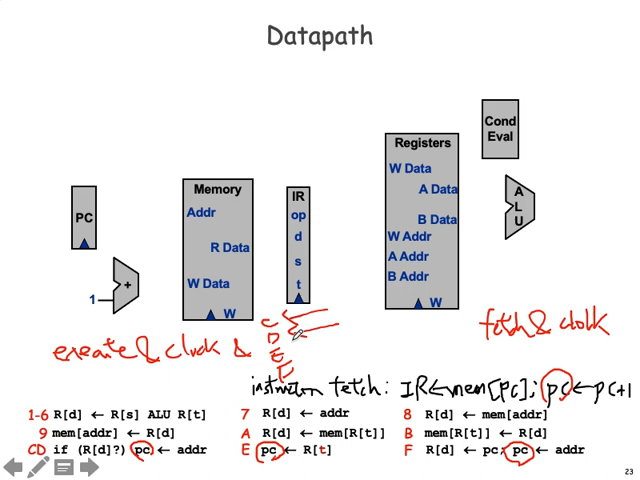 Datapath
Cond
Eval
Registers
W Data
A Data
B Data
W Addr
A Addr
B Addr
W
A
L
U
PC
1
+
Memory
Addr
R Data
W Data
W
IR
op
d
s
t
execute & clock &
C
D
E
F
fetch & clock
instruction fetch: IR←mem[pc]; pc←pc+1
1-6 R[d] ← R[s] ALU R[t]
7 R[d] ← addr
8 R[d] ← mem[addr]
9 mem[addr] ← R[d]
A R[d] ← mem[R[t]]
B mem[R[t]] ← R[d]
CD if (R[d]?) pc ← addr
E pc ← R[t]
F R[d] ← pc; pc ← addr
23